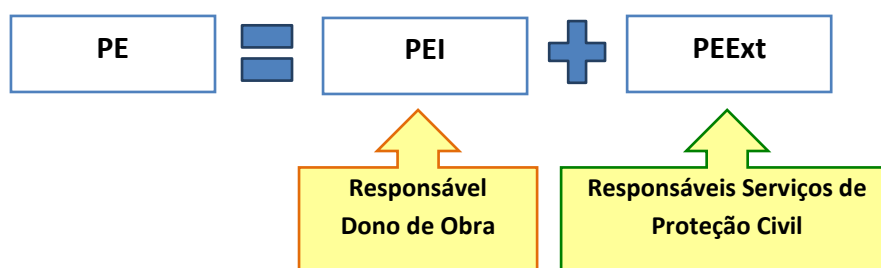 PE
PEI
PEExt
Responsável
Dono de Obra
Responsáveis Serviços de
Proteção Civil